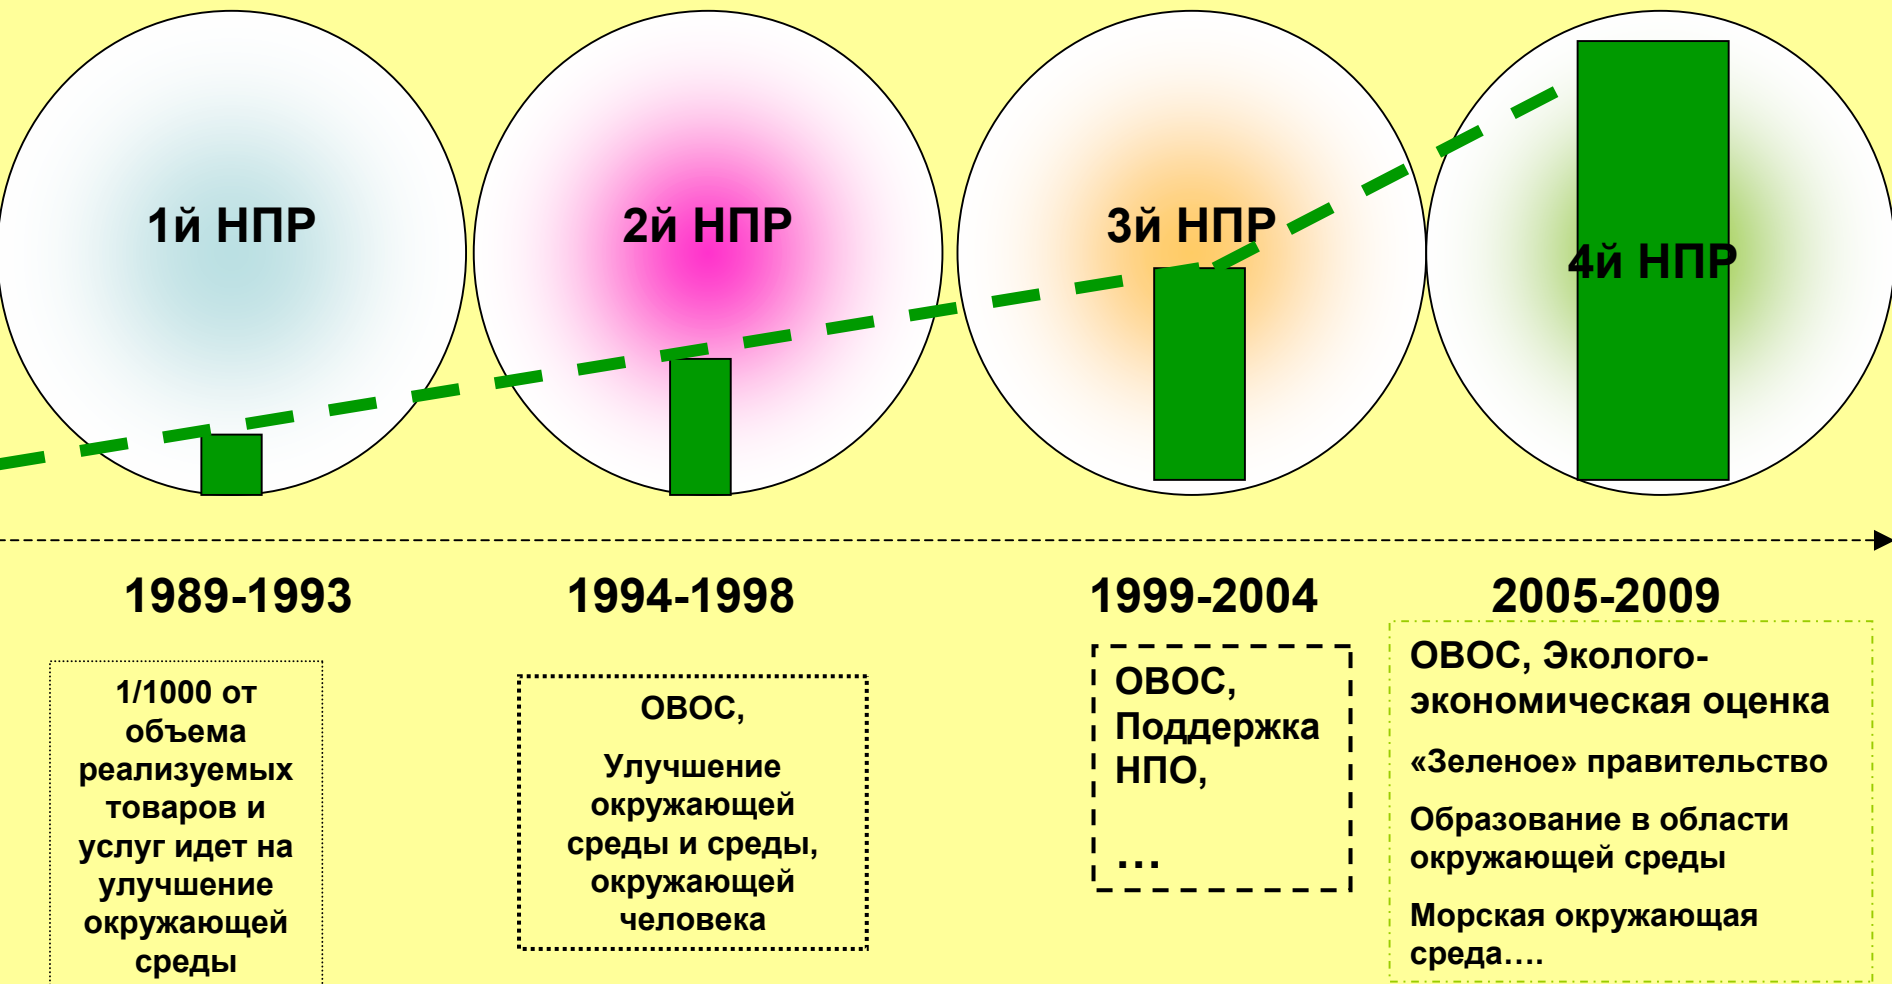 1й НПР
2й НПР
3й НПР
4й НПР
1989-1993
1994-1998
1999-2004
2005-2009
1/1000 от
объема
реализуемых
товаров и
услуг идет на
улучшение
окружающей
среды
ОВОС,
Улучшение
окружающей
среды и среды,
окружающей
человека
ОВОС,
Поддержка
НПО,
...
ОВОС, Эколого-
экономическая оценка
«Зеленое» правительство
Образование в области
окружающей среды
Морская окружающая
среда....